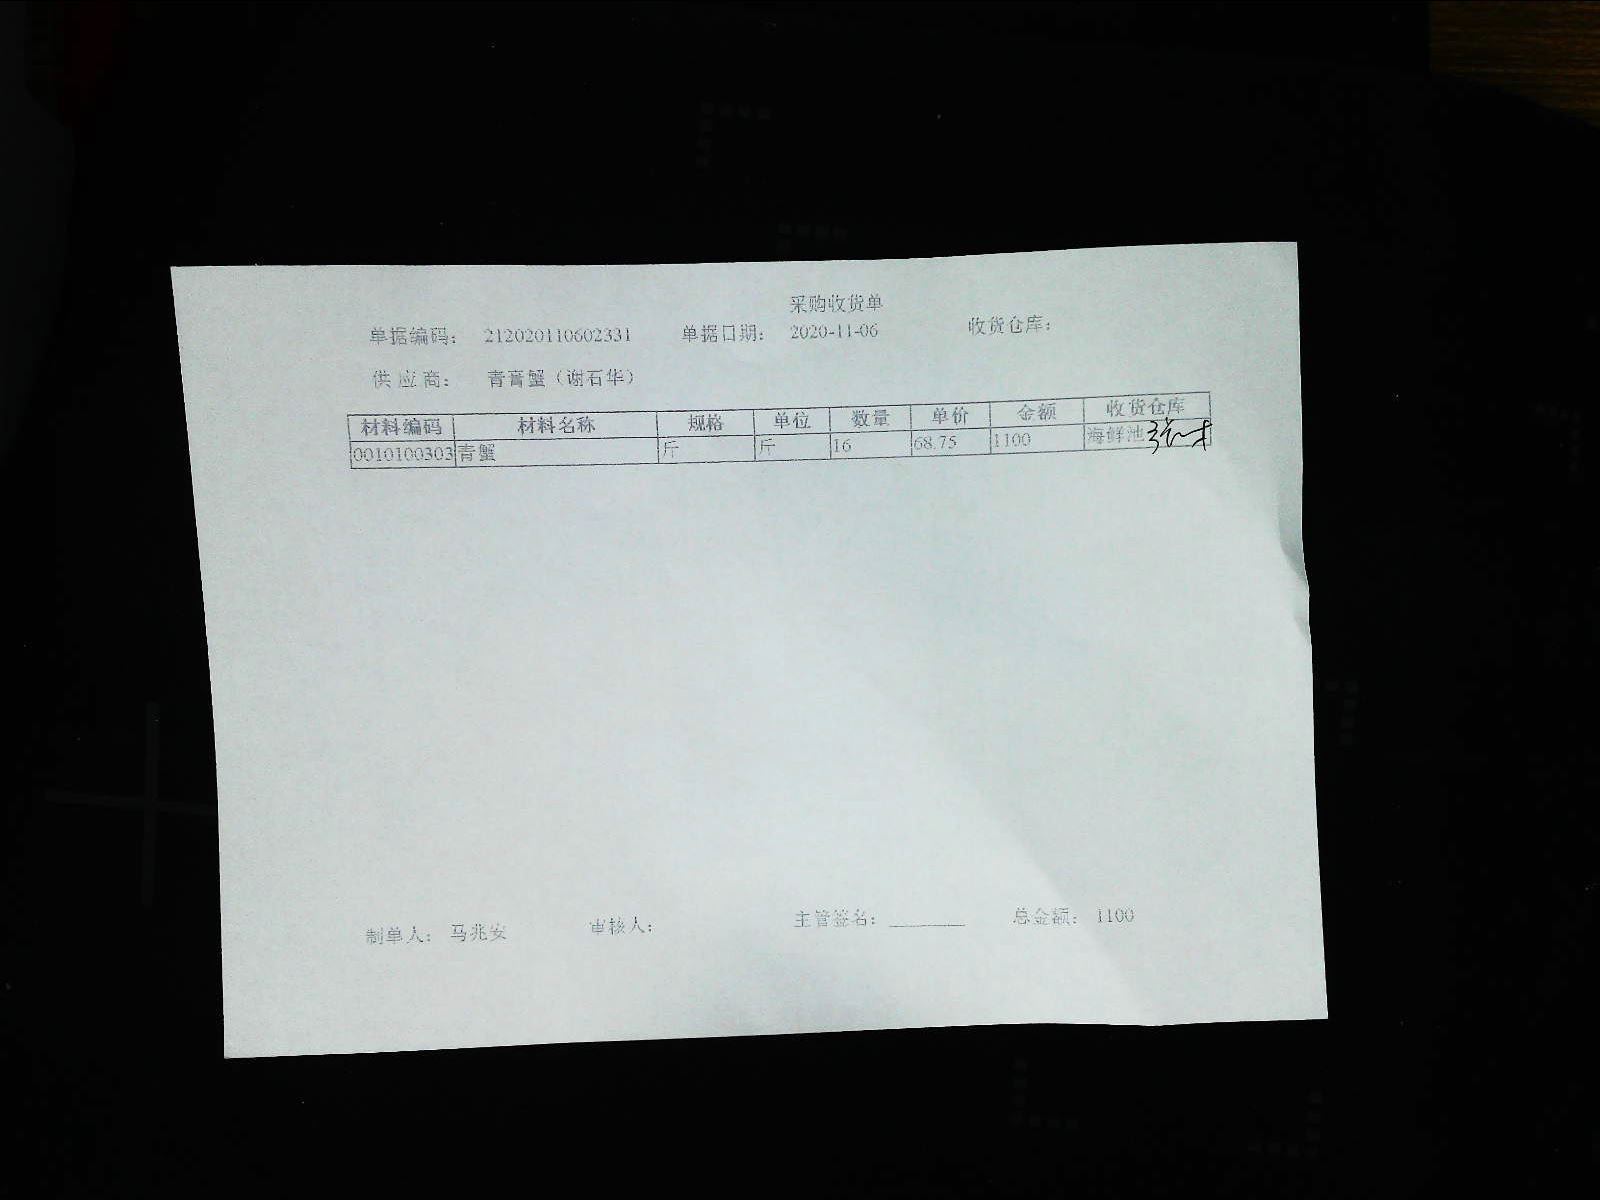 采购收货单
单据编码： 212020110602331 单据日期： 2020-11-06 收货仓库：
供 应 商： 青膏蟹（谢石华）
材料编码 材料名称 规格 单位 数量 单价 金额 收货仓库
0010100303 青蟹 斤 斤 16 68.75 1100 海鲜池
制单人： 马兆安 审核人： 主管签名： 总金额： 1100